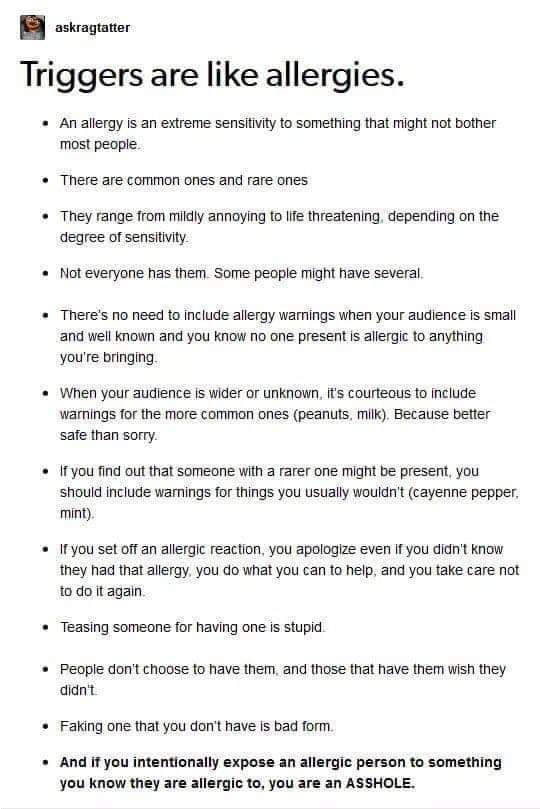 askragtatter
Triggers are like allergies.
• An allergy is an extreme sensitivity to something that might not bother
most people.
• There are common ones and rare ones
• They range from mildly annoying to life threatening, depending on the
degree of sensitivity.
• Not everyone has them. Some people might have several.
• There's no need to include allergy warnings when your audience is small
and well known and you know no one present is allergic to anything
you're bringing.
• When your audience is wider or unknown, it's courteous to include
warnings for the more common ones (peanuts, milk). Because better
safe than sorry.
• If you find out that someone with a rarer one might be present, you
should include warnings for things you usually wouldn't (cayenne pepper,
mint).
• If you set off an allergic reaction, you apologize even if you didn't know
they had that allergy, you do what you can to help, and you take care not
to do it again.
• Teasing someone for having one is stupid.
• People don't choose to have them, and those that have them wish they
didn't.
• Faking one that you don't have is bad form.
• And if you intentionally expose an allergic person to something
you know they are allergic to, you are an ASSHOLE.